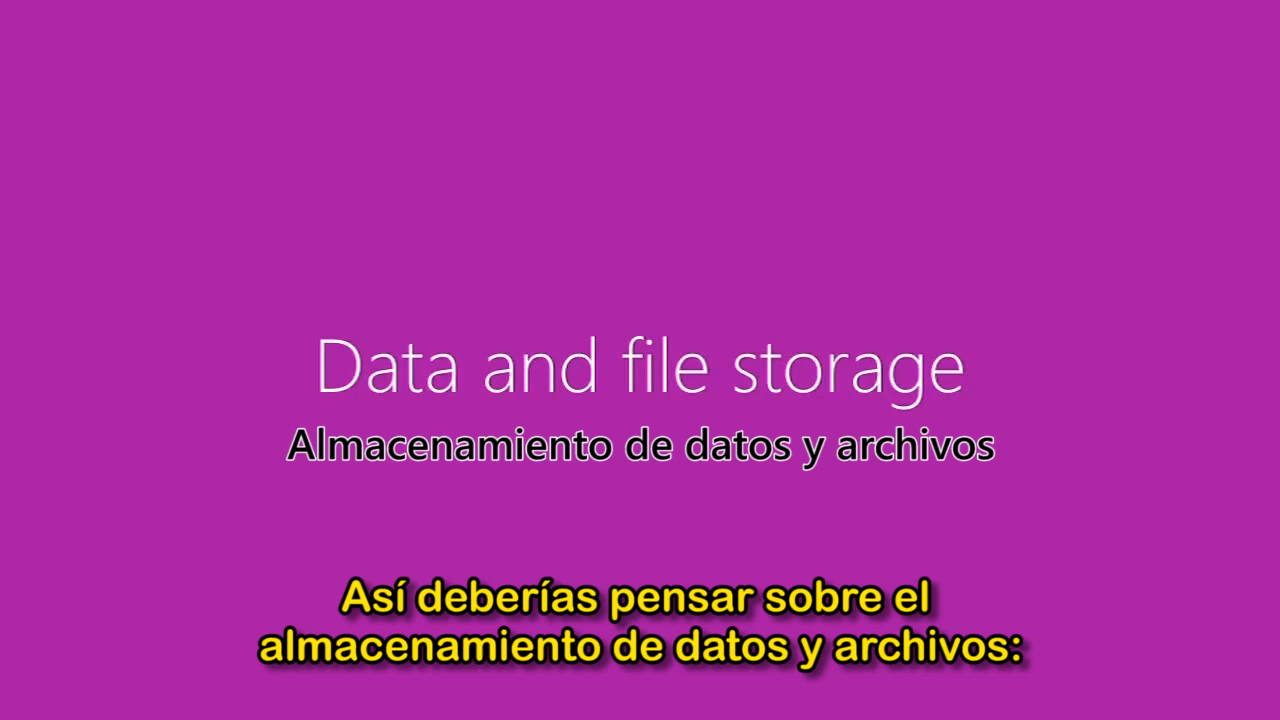 Data and file storage
Almacenamiento de datos y archivos
Así deberías pensar sobre el
almacenamiento de datos y archivos: